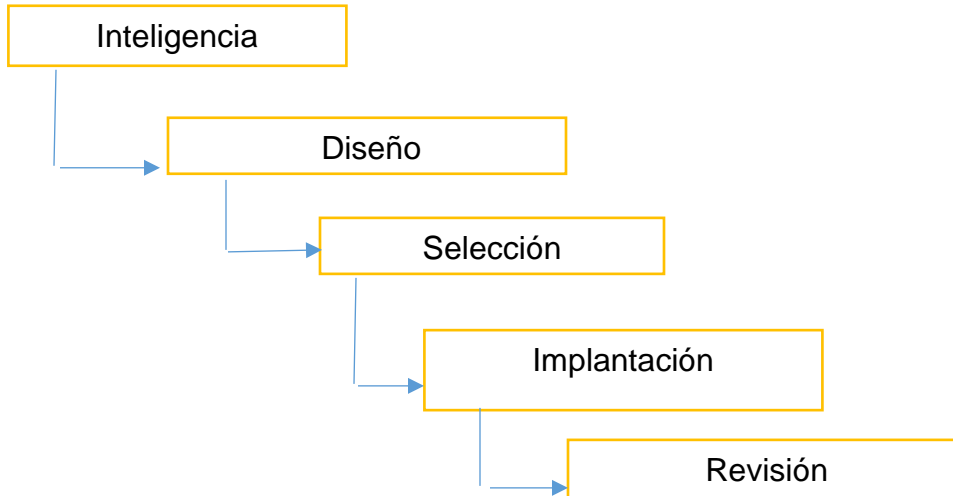 Inteligencia
Diseño
Selección
Implantación
Revisión